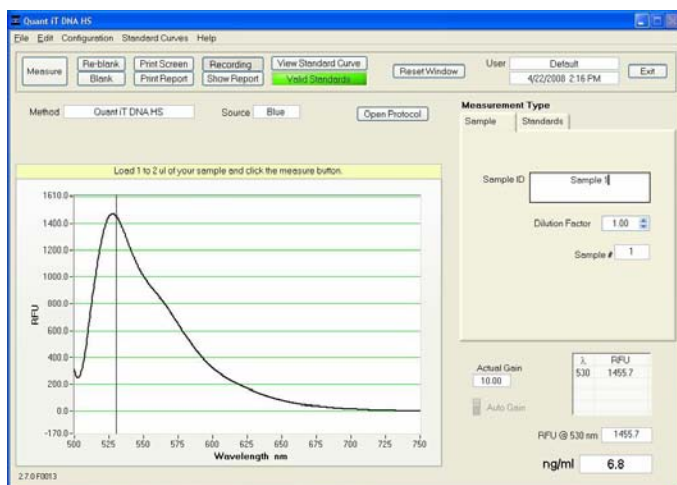 Quant iT DNA HS
File Edit Configuration Standard Curves Help
Measure Re-blank Print Screen Recording View Standard Curve Reset Window User Default Exit
Blank Print Report Show Report Valid Standards 4/22/2008 2:16 PM
Method Quant iT DNA HS Source Blue Open Protocol
Measurement Type
Sample Standards
Load 1 to 2 ul of your sample and click the measure button.
Sample ID Sample 1
Dilution Factor 1.00
Sample # 1
1610.0
1400.0
1200.0
1000.0
800.0
600.0
400.0
200.0
0.0
-170.0
RFU
500 525 550 575 600 625 650 675 700 725 750
Wavelength nm
Actual Gain
10.00
Auto Gain
λ RFU
530 1455.7
RFU @ 530 nm 1455.7
ng/ml 6.8
2.7.0 F0013